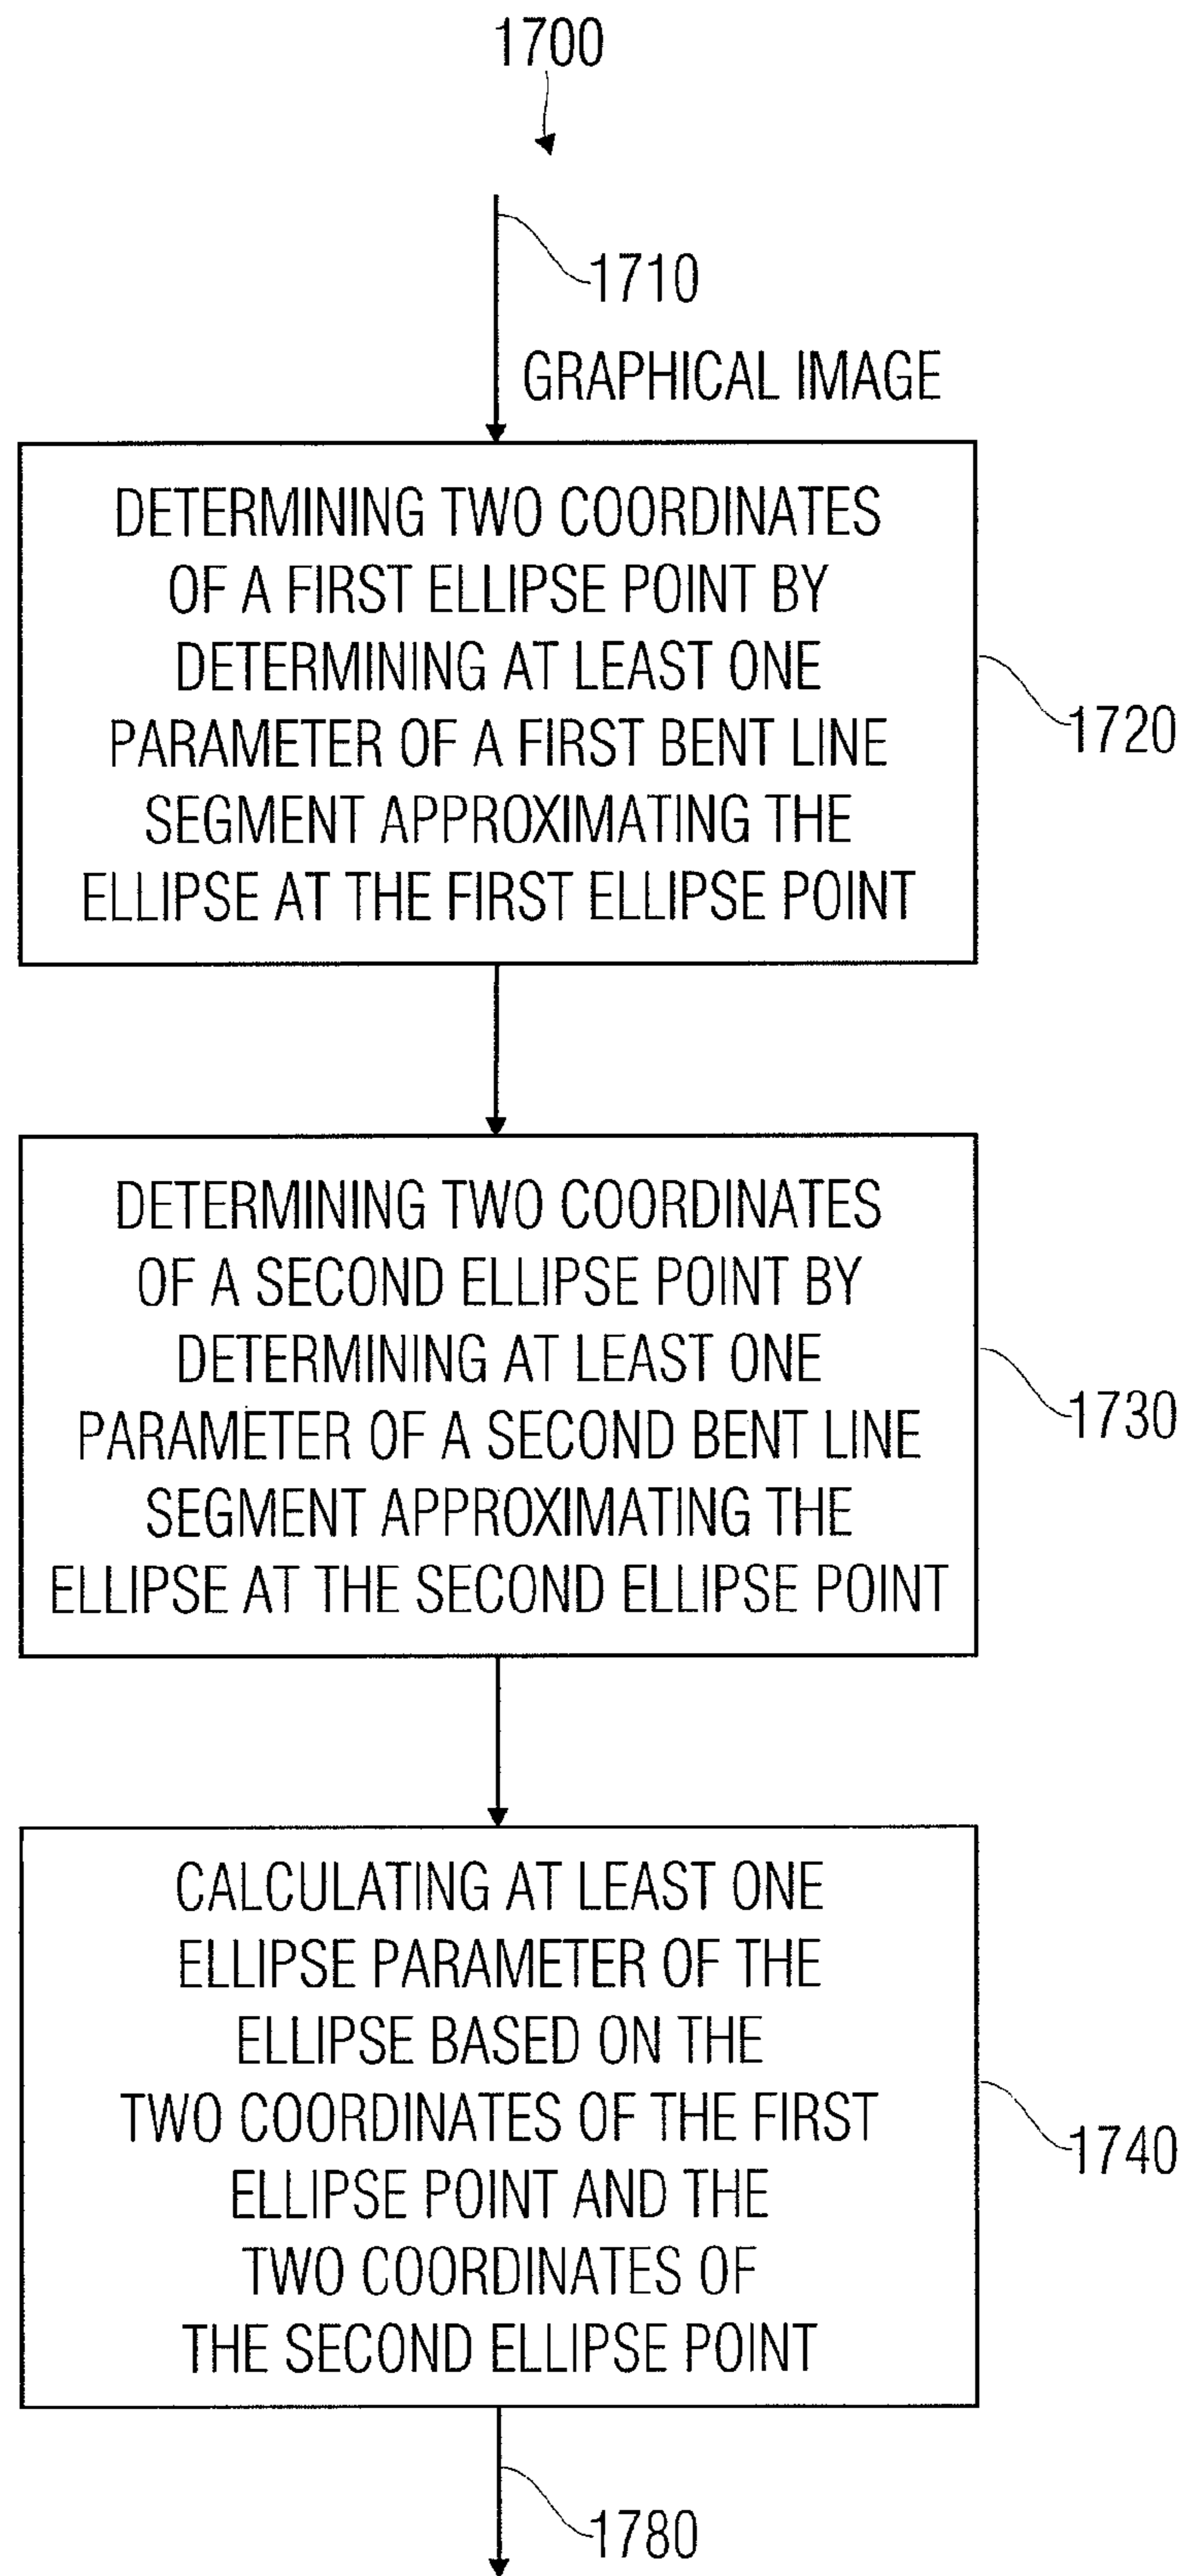 1700
1710
GRAPHICAL IMAGE
DETERMINING TWO COORDINATES
OF A FIRST ELLIPSE POINT BY
DETERMINING AT LEAST ONE
PARAMETER OF A FIRST BENT LINE
SEGMENT APPROXIMATING THE
ELLIPSE AT THE FIRST ELLIPSE POINT
1720
DETERMINING TWO COORDINATES
OF A SECOND ELLIPSE POINT BY
DETERMINING AT LEAST ONE
PARAMETER OF A SECOND BENT LINE
SEGMENT APPROXIMATING THE
ELLIPSE AT THE SECOND ELLIPSE POINT
1730
CALCULATING AT LEAST ONE
ELLIPSE PARAMETER OF THE
ELLIPSE BASED ON THE
TWO COORDINATES OF THE FIRST
ELLIPSE POINT AND THE
TWO COORDINATES OF
THE SECOND ELLIPSE POINT
1740
1780